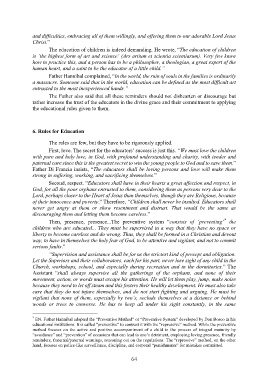 and difficulties, embracing all of them willingly, and offering them to our adorable Lord Jesus
Christ."
The education of children is indeed demanding. He wrote, "The education of children
is 'the highest form of art and science' (Ars artium et scientia scientiarum). Very few know
how to practice this, and a person has to be a philosopher, a theologian, a great expert of the
human heart, and a saint to be the educator of a little child."
Father Hannibal complained, "In the world, the ruin of souls in the families is ordinarily
a massacre. Someone said that in the world, education can be defined as the most difficult art
entrusted to the most inexperienced hands."
The Father also said that all these reminders should not dishearten or discourage but
rather increase the trust of the educators in the divine grace and their commitment to applying
the educational rules given to them.
6. Rules for Education
The rules are few, but they have to be rigorously applied.
First, love. The secret for the educators' success is just this. "We must love the children
with pure and holy love, in God, with profound understanding and charity, with tender and
paternal care since this is the greatest secret to win the young people to God and to save them."
Father Di Francia insists, "The educators shall be loving persons and love will make them
strong in suffering, working, and sacrificing themselves."
Second, respect. "Educators shall have in their hearts a great affection and respect, in
God, for all the poor orphans entrusted to them, considering them as persons very dear to the
Lord, perhaps closer to the Heart of Jesus than themselves, though they are Religious, because
of their innocence and poverty." Therefore, "Children shall never be insulted. Educators shall
never get angry at them or show resentment and distrust. That would be the same as
discouraging them and letting them become careless."
Then, presence, presence...The preventive system "consists of 'preventing' the
children who are educated... They must be supervised in a way that they have no space or
liberty to become careless and do wrong. Thus, they shall be formed in a Christian and devout
way, to have in themselves the holy fear of God, to be attentive and vigilant, and not to commit
serious faults."
"Supervision and assistance shall be for us the strictest kind of precept and obligation.
Let the Superiors and their collaborators, each for his part, never lose sight of any child in the
Church, workshops, school, and especially during recreation and in the dormitories." The
Assistant "shall always supervise all the gatherings of the orphans, and none of their
movement, action, or words must escape his attention. He will let them play, jump, make noise
because they need to let off steam and this fosters their healthy development. He must also take
care that they do not injure themselves, and do not start fighting and arguing. He must be
vigilant that none of them, especially by two's, seclude themselves at a distance or behind
woods or trees to converse. He has to keep all under his sight constantly, in the same
EN. Father Hannibal adopted the "Preventive Method" or "Preventive System" developed by Don Bosco in his
educational institutions. It is called "preventive" to contrast it with the "repressive" method. While the preventive
method focuses on the active and positive accompaniment of a child in the process of integral maturity by
"avoidance" and "prevention" of occasions that can lead to one's detriment, employing loving presence, friendly
reminders, fraternal/paternal warnings, reasoning out on the regulations. The "repressive" method, on the other
hand, focuses on police-like surveillance, discipline, and outward "punishments" for mistakes committed.
64